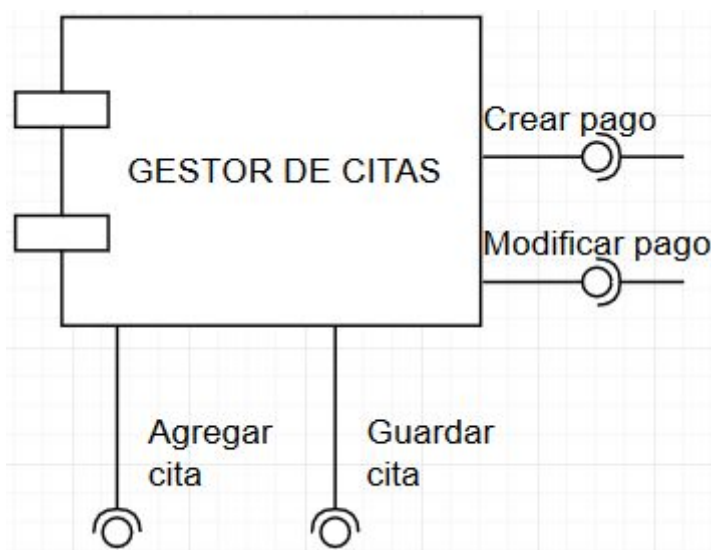 Crear pago
GESTOR DE CITAS
Modificar pago
Agregar
cita
Guardar
cita